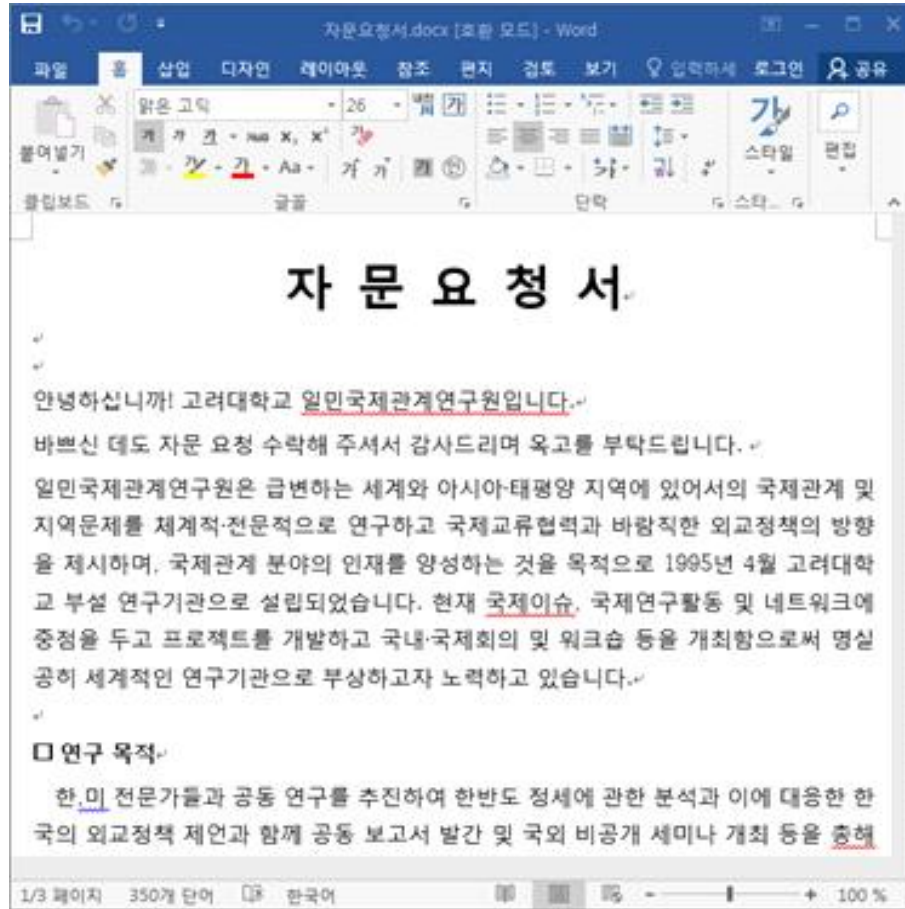 자문요청서.docx [호환 모드] - Word
파일 홈 삽입 디자인 레이아웃 참조 편지 검토 보기 입력하세 로그인 공유
맑은 고딕 26
붙여넣기 스타일 편집
클립보드 글꼴 단락 스타...
자 문 요 청 서
안녕하십니까! 고려대학교 일민국제관계연구원입니다.
바쁘신 데도 자문 요청 수락해 주셔서 감사드리며 옥고를 부탁드립니다.
일민국제관계연구원은 급변하는 세계와 아시아·태평양 지역에 있어서의 국제관계 및
지역문제를 체계적·전문적으로 연구하고 국제교류협력과 바람직한 외교정책의 방향
을 제시하며, 국제관계 분야의 인재를 양성하는 것을 목적으로 1995년 4월 고려대학
교 부설 연구기관으로 설립되었습니다. 현재 국제이슈, 국제연구활동 및 네트워크에
중점을 두고 프로젝트를 개발하고 국내·국제회의 및 워크숍 등을 개최함으로써 명실
공히 세계적인 연구기관으로 부상하고자 노력하고 있습니다.
□ 연구 목적
한.미 전문가들과 공동 연구를 추진하여 한반도 정세에 관한 분석과 이에 대응한 한
국의 외교정책 제언과 함께 공동 보고서 발간 및 국외 비공개 세미나 개최 등을 충해
1/3 페이지 350개 단어 한국어 100 %